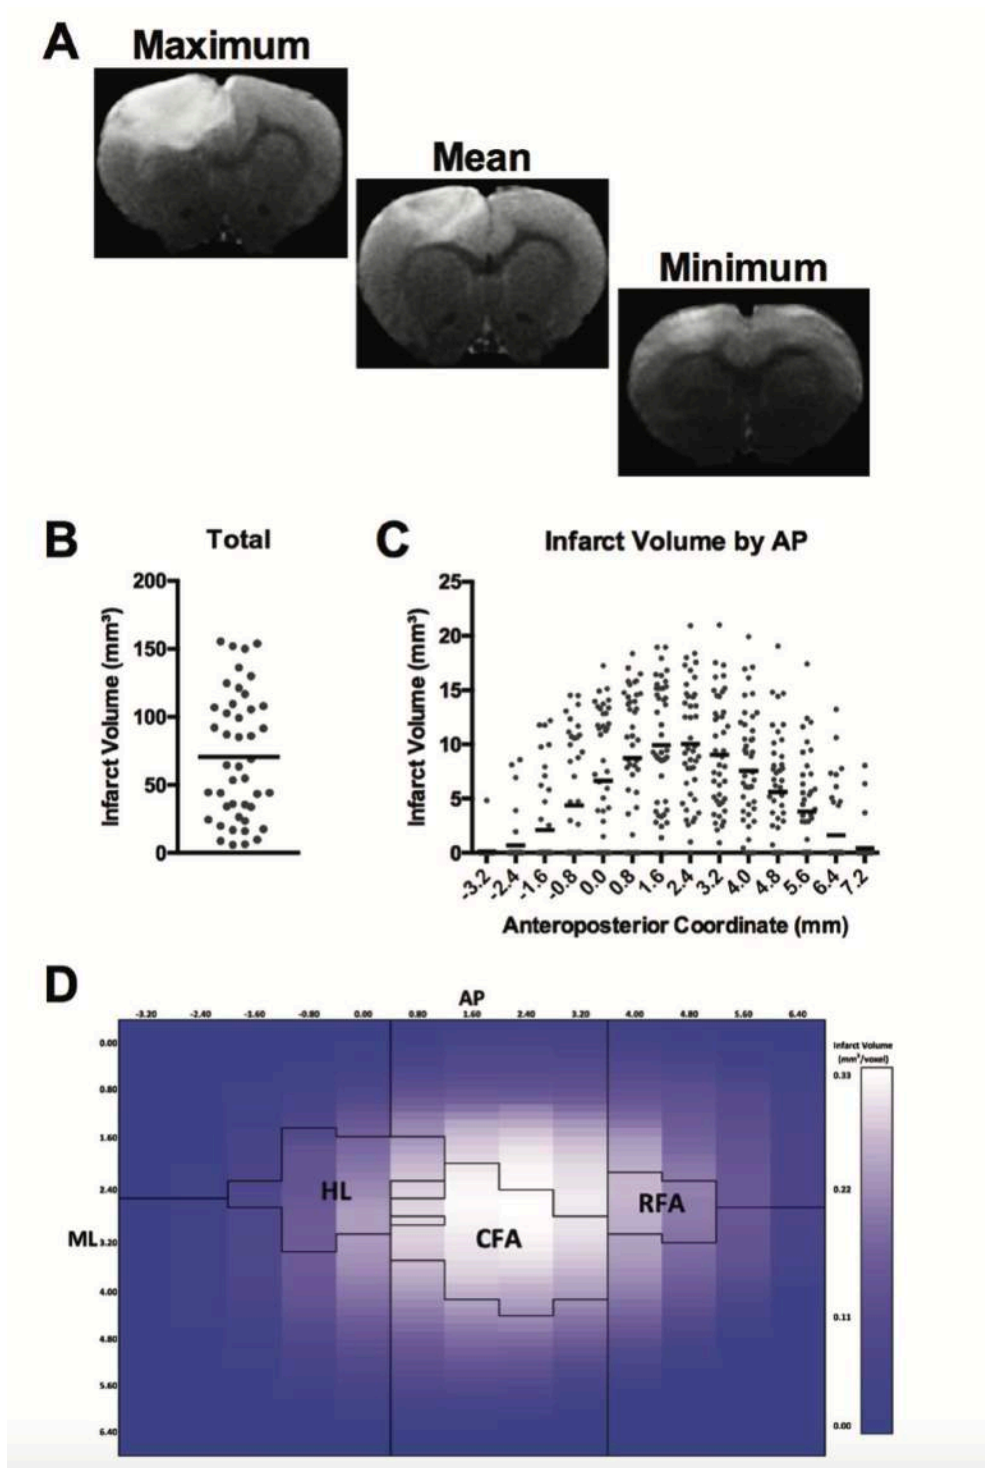 A
Maximum
Mean
Minimum
B
Total
200
150
100
50
0
Infarct Volume (mm³)
C
Infarct Volume by AP
25
20
15
10
5
0
Infarct Volume (mm³)
-3.2 -2.4 -1.6 -0.8 0.0 0.8 1.6 2.4 3.2 4.0 4.8 5.6 6.4 7.2
Anteroposterior Coordinate (mm)
D
AP
-3.20 -2.40 -1.60 -0.80 0.00 0.80 1.60 2.40 3.20 4.00 4.80 5.60 6.40
0.00
0.80
1.60
2.40
ML 3.20
4.00
4.80
5.60
6.40
HL
CFA
RFA
Infarct Volume
(mm³/voxel)
0.33
0.22
0.11
0.00